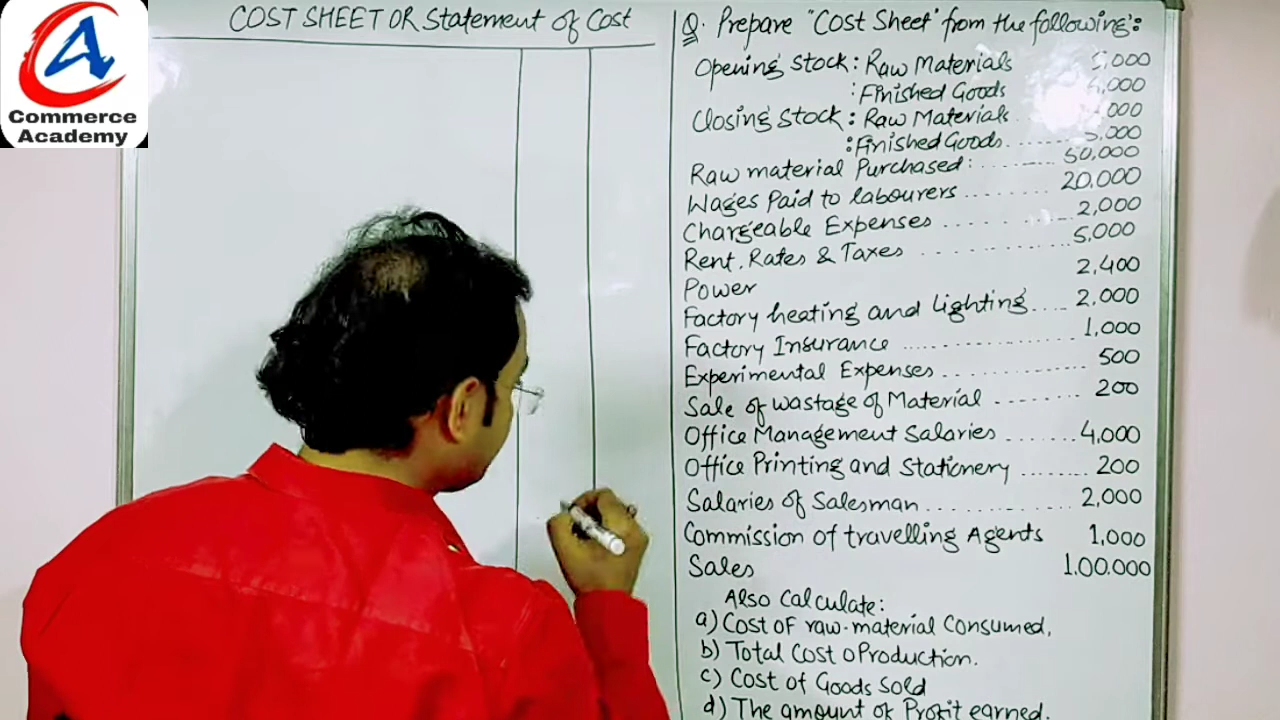 Commerce
Academy
COST SHEET OR Statement of Cost
Q. Prepare "Cost Sheet" from the following:
Opening Stock : Raw Materials 5,000
: Finished Goods ,000
Closing Stock : Raw Materials ,000
: Finished Goods ....... 5,000
Raw material Purchased: ....... 50,000
Wages Paid to labourers ......... 20,000
Chargeable Expenses ............ 2,000
Rent, Rates & Taxes ............ 5,000
Power 2,400
Factory heating and lighting .... 2,000
Factory Insurance ............... 1,000
Experimental Expenses ............... 500
Sale of wastage of Material ........ 200
Office Management Salaries ....... 4,000
Office Printing and Stationery ........ 200
Salaries of Salesman ............... 2,000
Commission of travelling Agents 1,000
Sales 1.00.000
Also Calculate:
a) Cost of raw-material Consumed,
b) Total Cost oProduction.
c) Cost of Goods Sold
d) The amount of Profit earned.